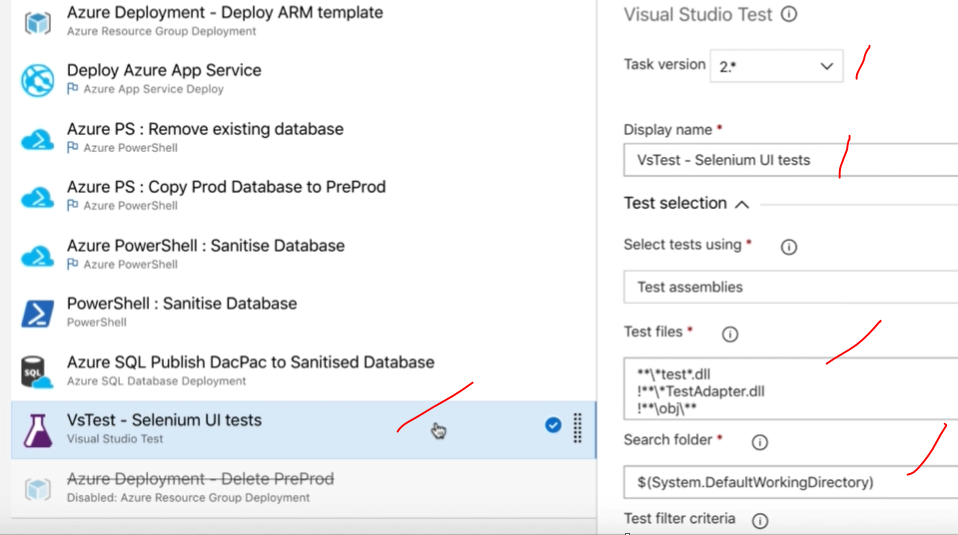 Azure Deployment - Deploy ARM template
Azure Resource Group Deployment
Deploy Azure App Service
Azure App Service Deploy
Azure PS : Remove existing database
Azure PowerShell
Azure PS : Copy Prod Database to PreProd
Azure PowerShell
Azure PowerShell : Sanitise Database
Azure PowerShell
PowerShell : Sanitise Database
PowerShell
SQL
Azure SQL Publish DacPac to Sanitised Database
Azure SQL Database Deployment
VsTest - Selenium UI tests
Visual Studio Test
Azure Deployment - Delete PreProd
Disabled: Azure Resource Group Deployment
Visual Studio Test
Task version 2.*
Display name *
VsTest - Selenium UI tests
Test selection
Select tests using *
Test assemblies
Test files *
**\*test*.dll
!**\*TestAdapter.dll
!**\obj\**
Search folder *
$(System.DefaultWorkingDirectory)
Test filter criteria